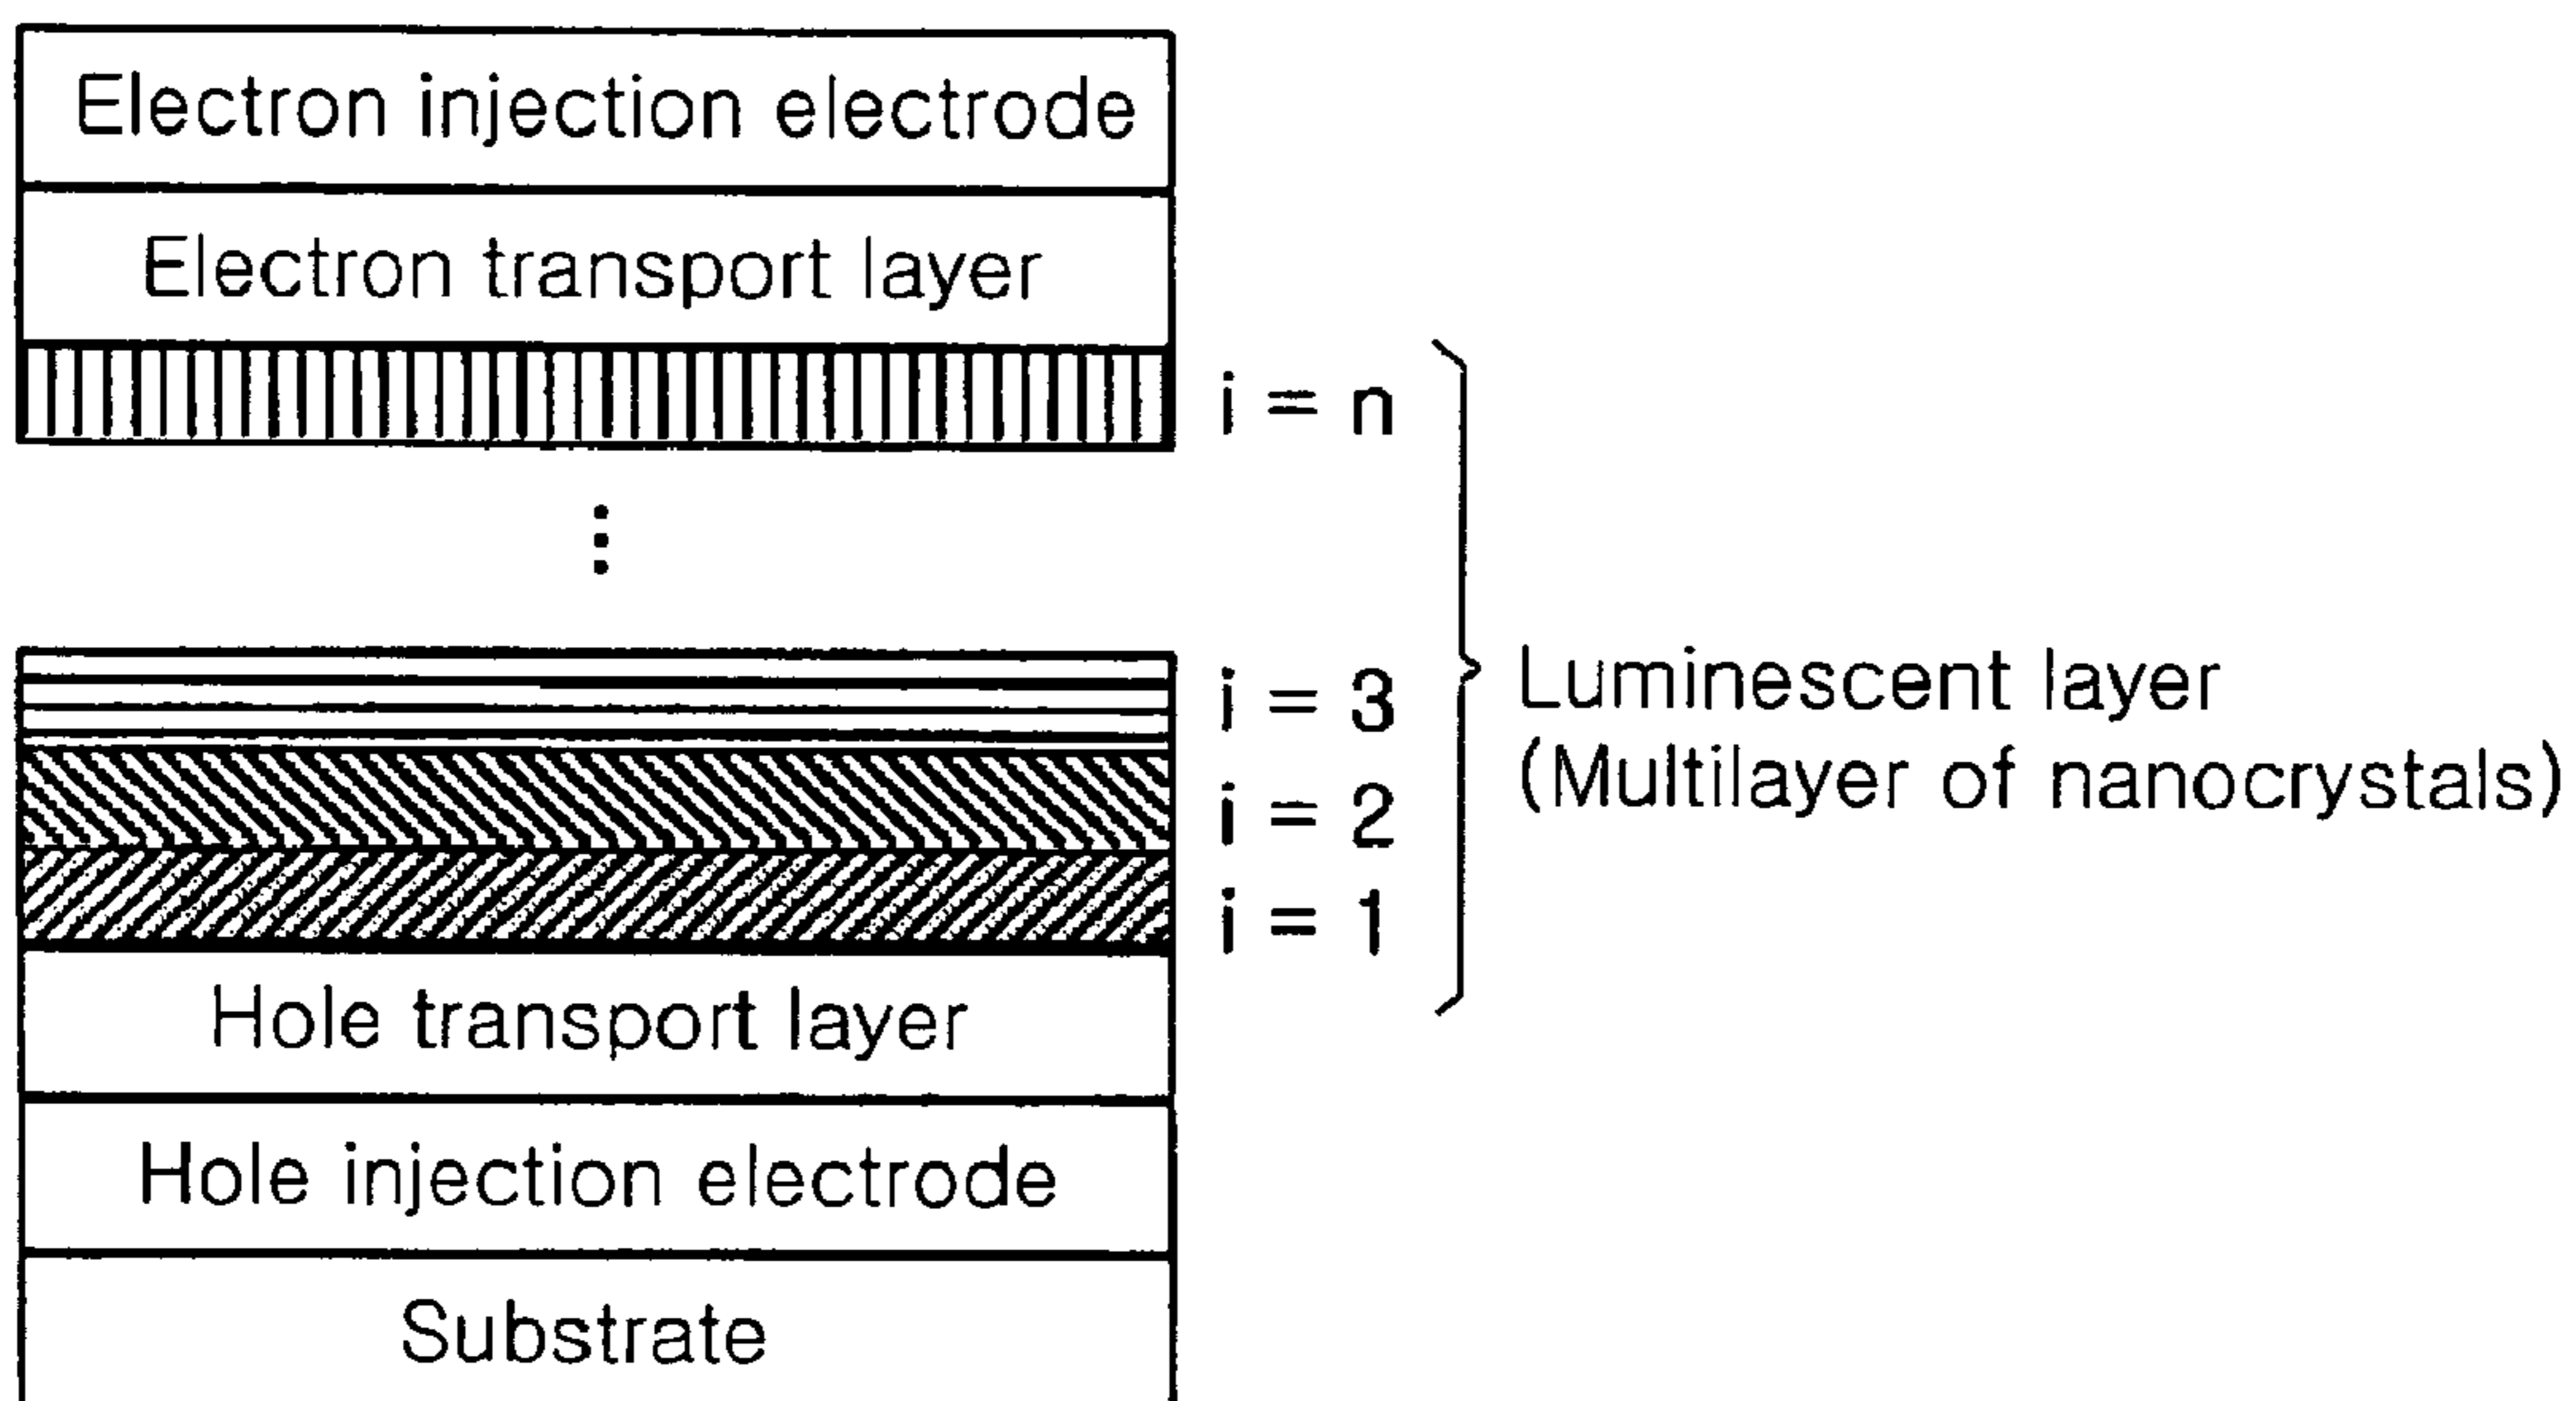 Electron injection electrode
Electron transport layer
i = n
⋮
i = 3
Luminescent layer
(Multilayer of nanocrystals)
i = 2
i = 1
Hole transport layer
Hole injection electrode
Substrate